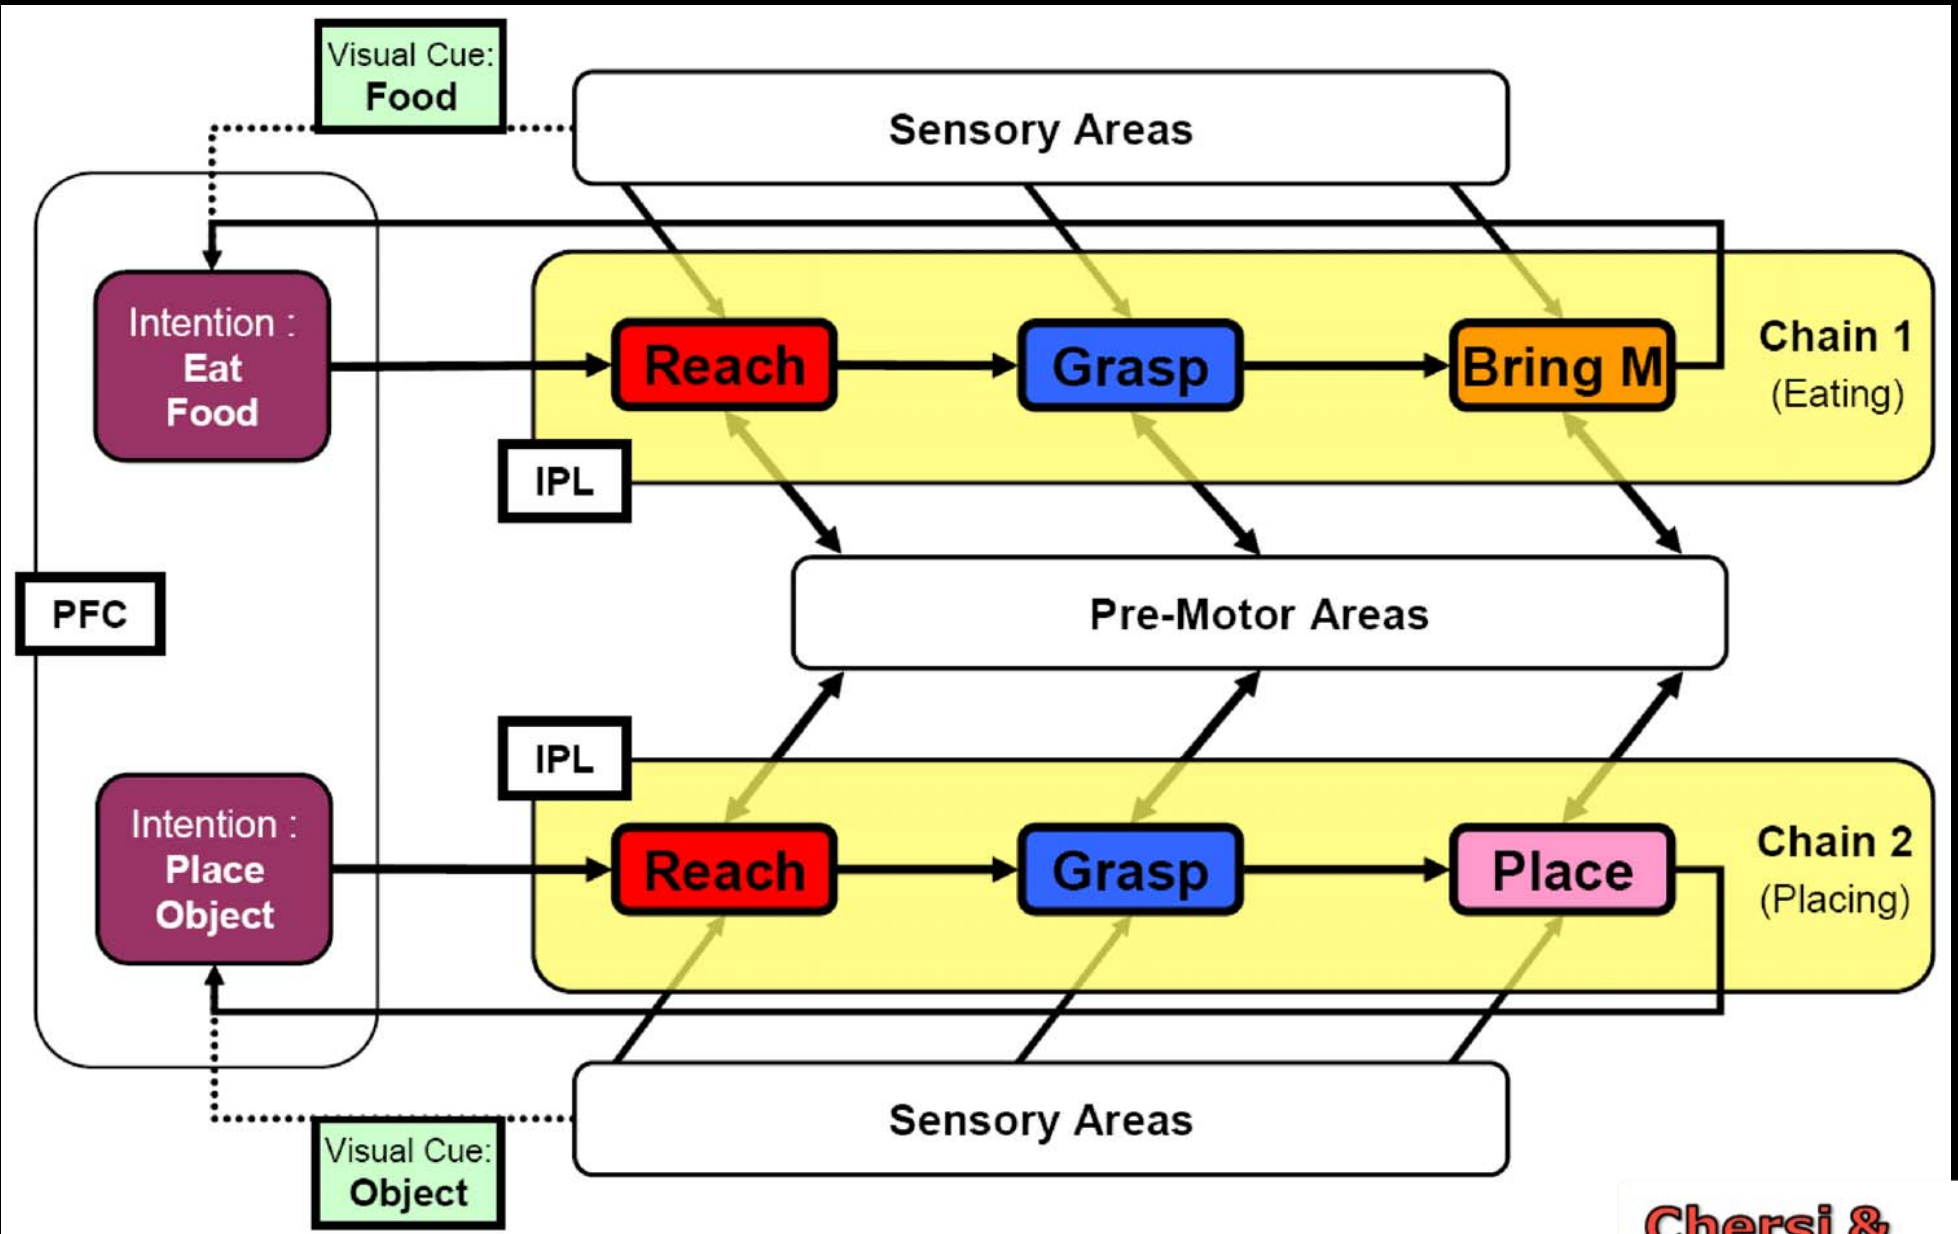 Visual Cue:
Food
Sensory Areas
Intention :
Eat
Food
Reach
Grasp
Bring M
Chain 1
(Eating)
IPL
PFC
Pre-Motor Areas
IPL
Intention :
Place
Object
Reach
Grasp
Place
Chain 2
(Placing)
Sensory Areas
Visual Cue:
Object
Chersi &